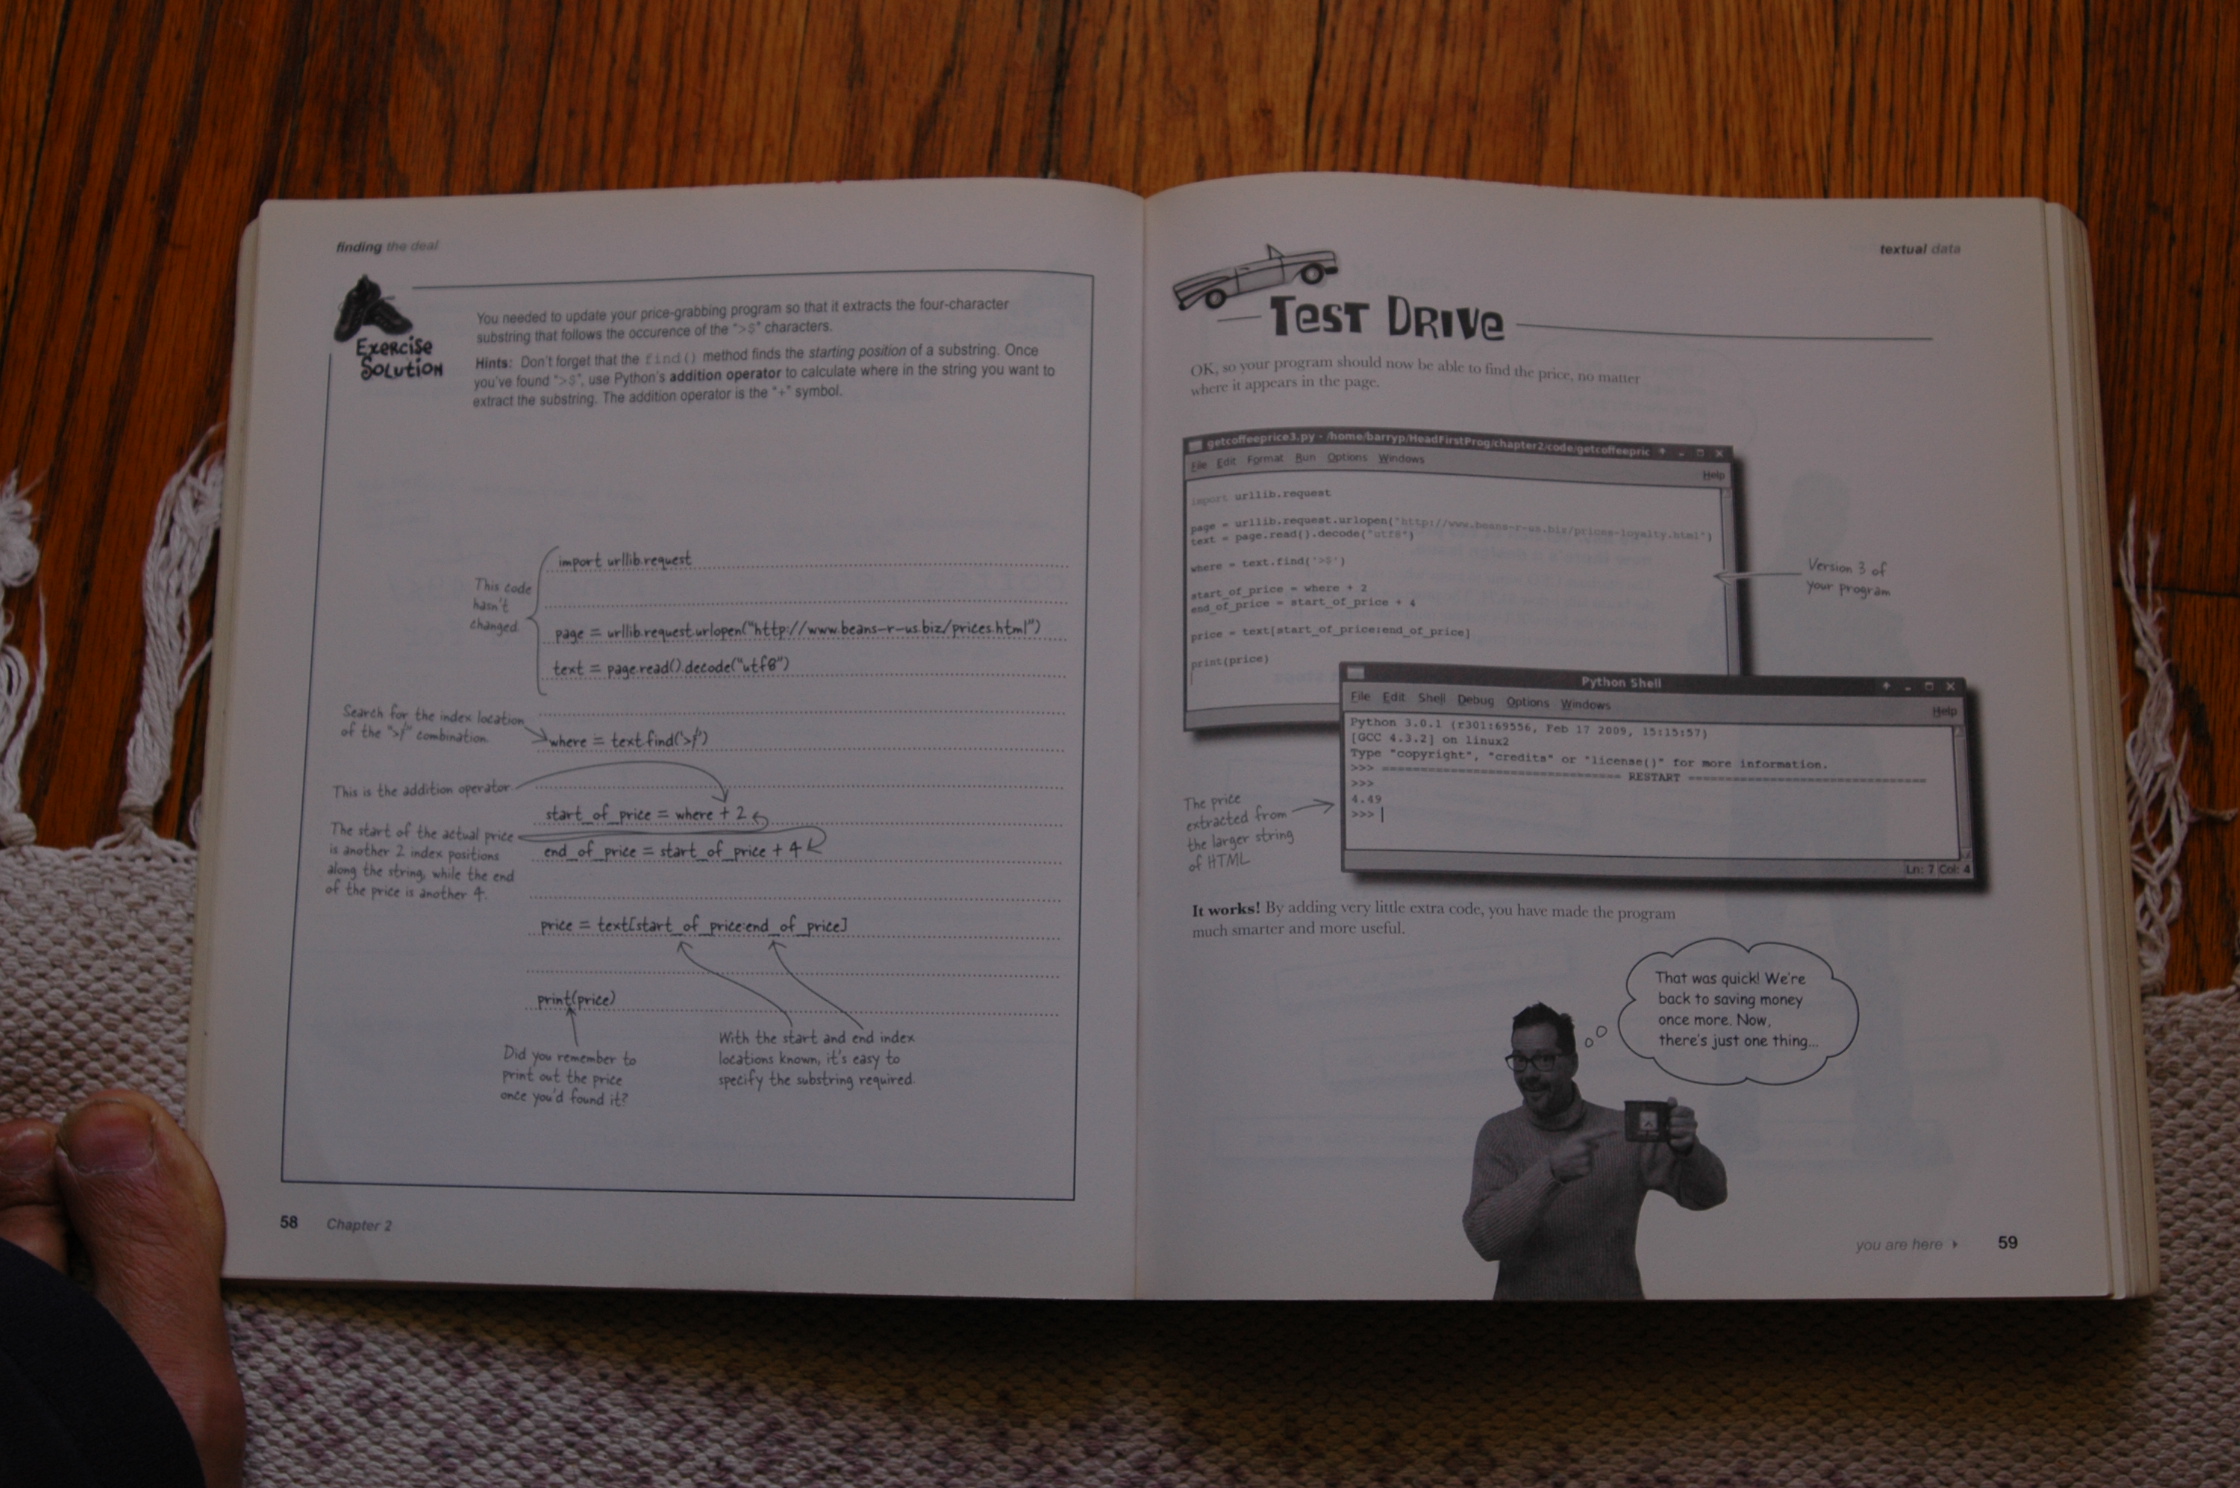 finding the deal
Exercise
Solution
You needed to update your price-grabbing program so that it extracts the four-character
substring that follows the occurence of the ">$" characters.
Hints: Don't forget that the find() method finds the starting position of a substring. Once
you've found ">$", use Python's addition operator to calculate where in the string you want to
extract the substring. The addition operator is the "+" symbol.
This code
hasn't
changed.
import urllib.request
page = urllib.request.urlopen("http://www.beans-r-us.biz/prices.html")
text = page.read().decode("utf8")
Search for the index location
of the ">$" combination.
where = text.find('>$')
This is the addition operator
start_of_price = where + 2
The start of the actual price
is another 2 index positions
along the string, while the end
of the price is another 4.
end_of_price = start_of_price + 4
price = text[start_of_price:end_of_price]
print(price)
Did you remember to
print out the price
once you'd found it?
With the start and end index
locations known, it's easy to
specify the substring required.
58 Chapter 2
textual data
Test Drive
OK, so your program should now be able to find the price, no matter
where it appears in the page.
getcoffeeprice3.py - /home/barryp/HeadFirstProg/chapter2/code/getcoffeepric
File Edit Format Run Options Windows Help
import urllib.request
page = urllib.request.urlopen("http://www.beans-r-us.biz/prices-loyalty.html")
text = page.read().decode("utf8")
where = text.find('>$')
start_of_price = where + 2
end_of_price = start_of_price + 4
price = text[start_of_price:end_of_price]
print(price)
Version 3 of
your program
Python Shell
File Edit Shell Debug Options Windows Help
Python 3.0.1 (r301:69556, Feb 17 2009, 15:15:57)
[GCC 4.3.2] on linux2
Type "copyright", "credits" or "license()" for more information.
>>> ================================ RESTART ================================
>>>
4.49
>>>
Ln: 7 Col: 4
The price
extracted from
the larger string
of HTML
It works! By adding very little extra code, you have made the program
much smarter and more useful.
That was quick! We're
back to saving money
once more. Now,
there's just one thing...
you are here ▸ 59